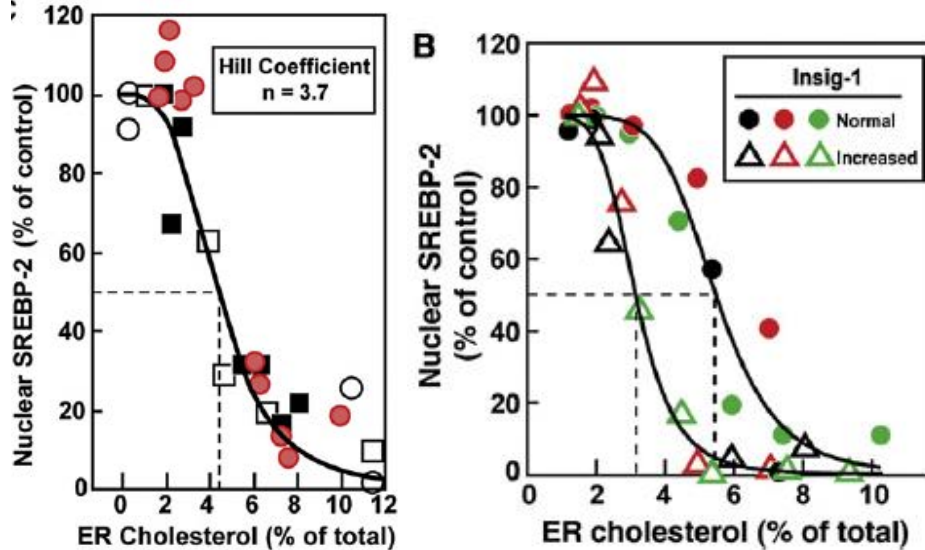 120
100
80
60
40
20
0
Nuclear SREBP-2 (% of control)
Hill Coefficient
n = 3.7
0 2 4 6 8 10 12
ER Cholesterol (% of total)
B
120
100
80
60
40
20
0
Nuclear SREBP-2
(% of control)
Insig-1
Normal
Increased
0 2 4 6 8 10
ER cholesterol (% of total)